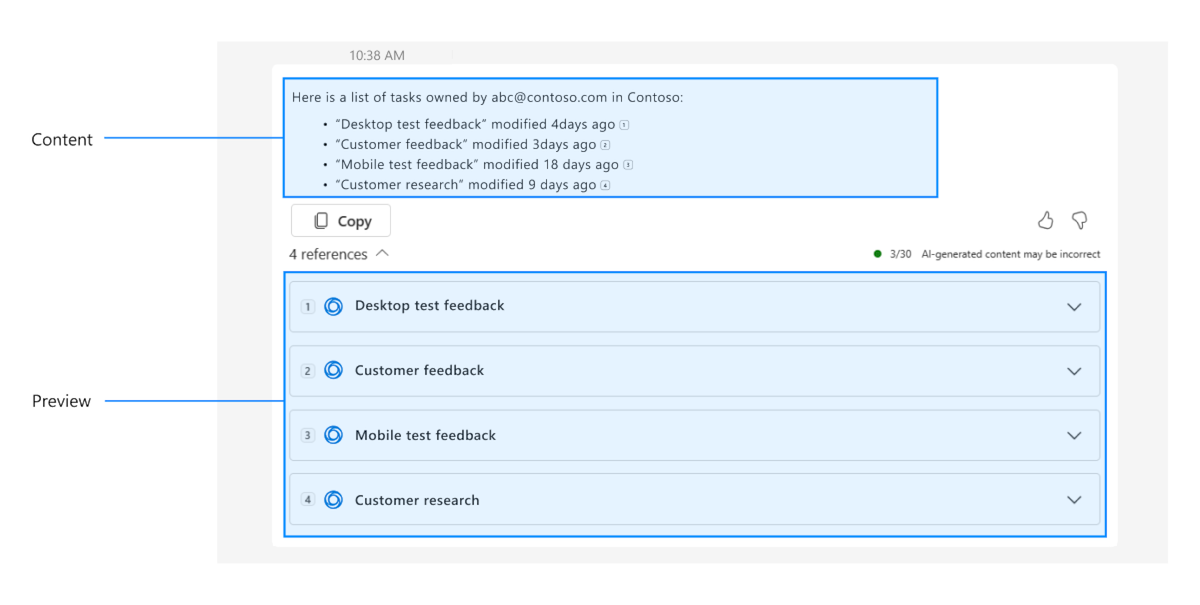 10:38 AM
Here is a list of tasks owned by abc@contoso.com in Contoso:
• “Desktop test feedback” modified 4days ago 1
• “Customer feedback” modified 3days ago 2
• “Mobile test feedback” modified 18 days ago 3
• “Customer research” modified 9 days ago 4
Content
Copy
4 references
3/30 AI-generated content may be incorrect
1 Desktop test feedback
2 Customer feedback
Preview
3 Mobile test feedback
4 Customer research